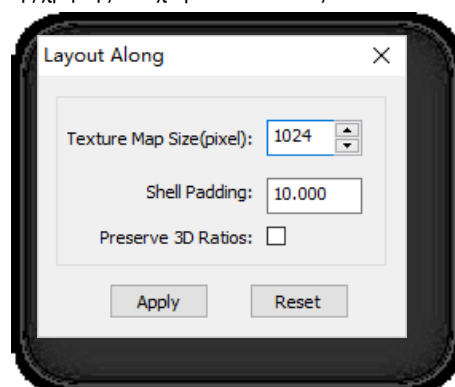 Layout Along
Texture Map Size(pixel): 1024
Shell Padding: 10.000
Preserve 3D Ratios:
Apply Reset